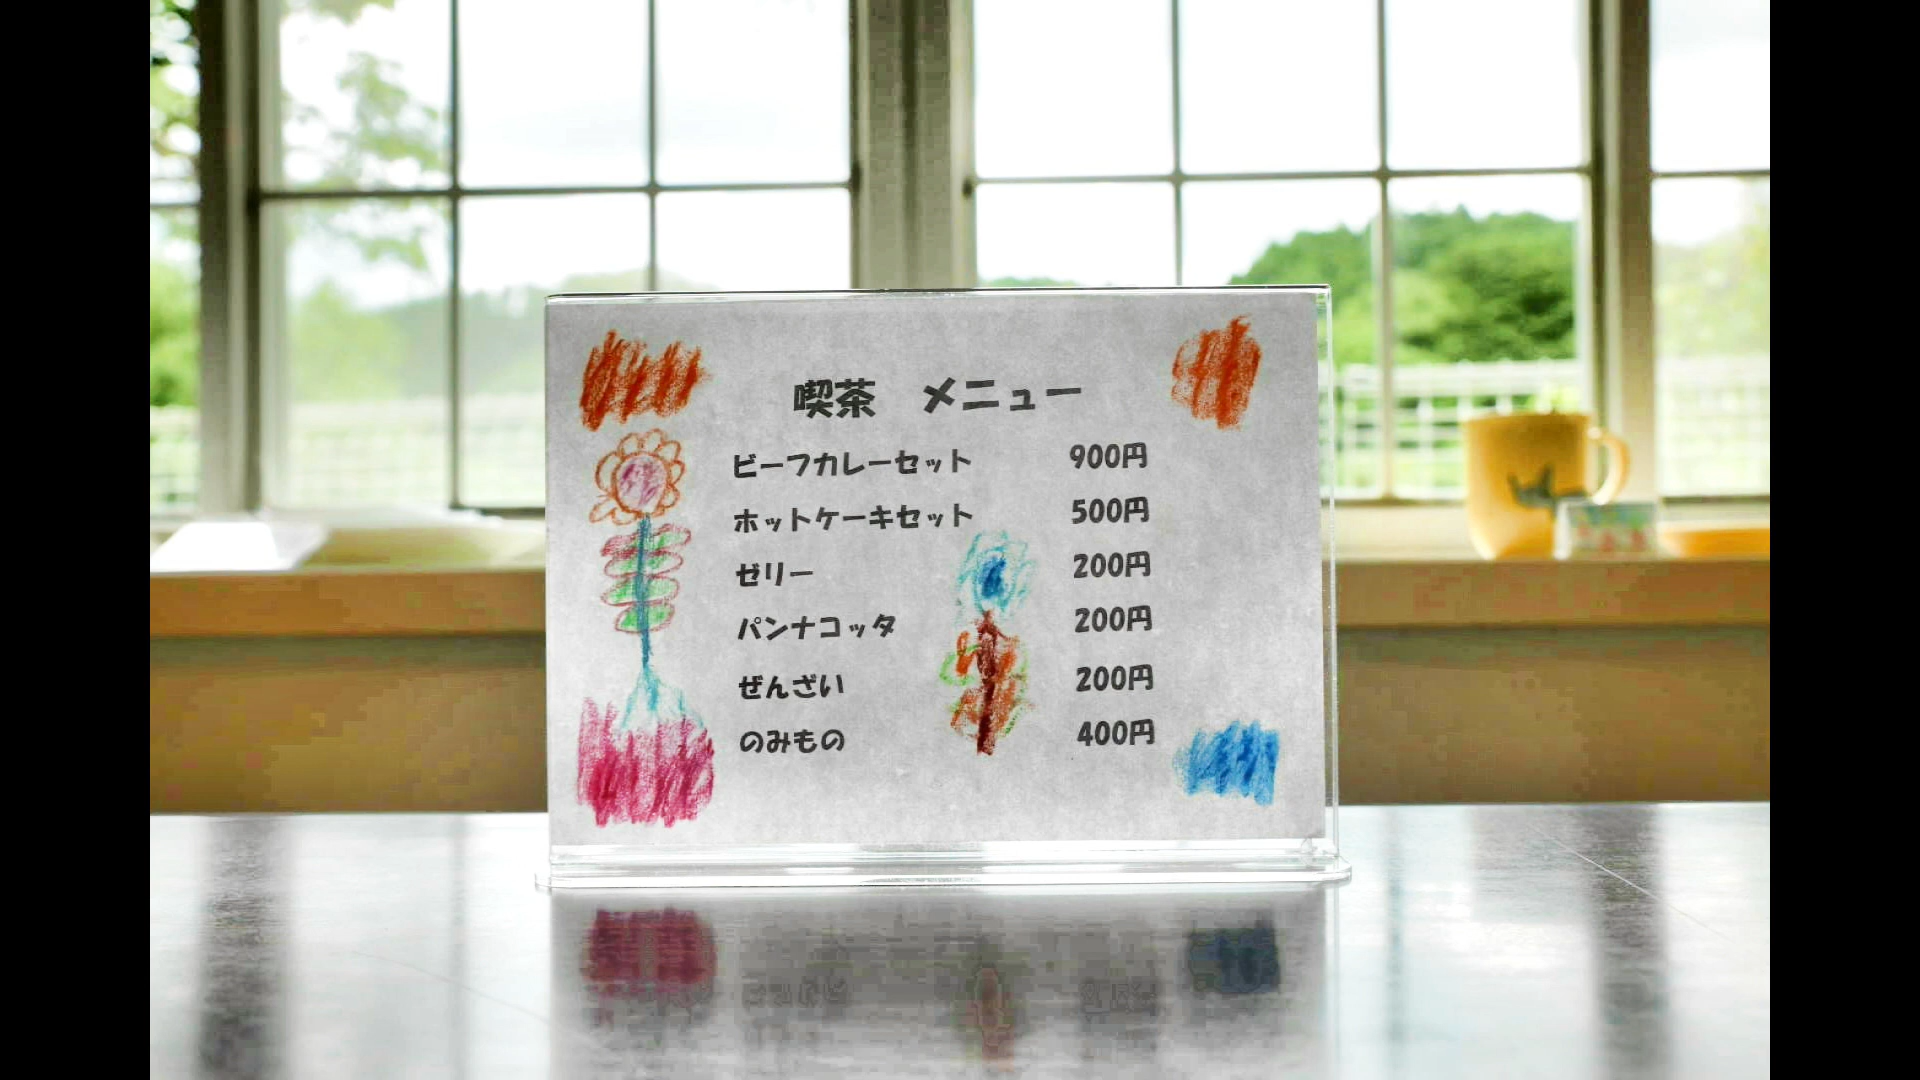 喫茶　メニュー
ビーフカレーセット　900円
ホットケーキセット　500円
ゼリー　200円
パンナコッタ　200円
ぜんざい　200円
のみもの　400円